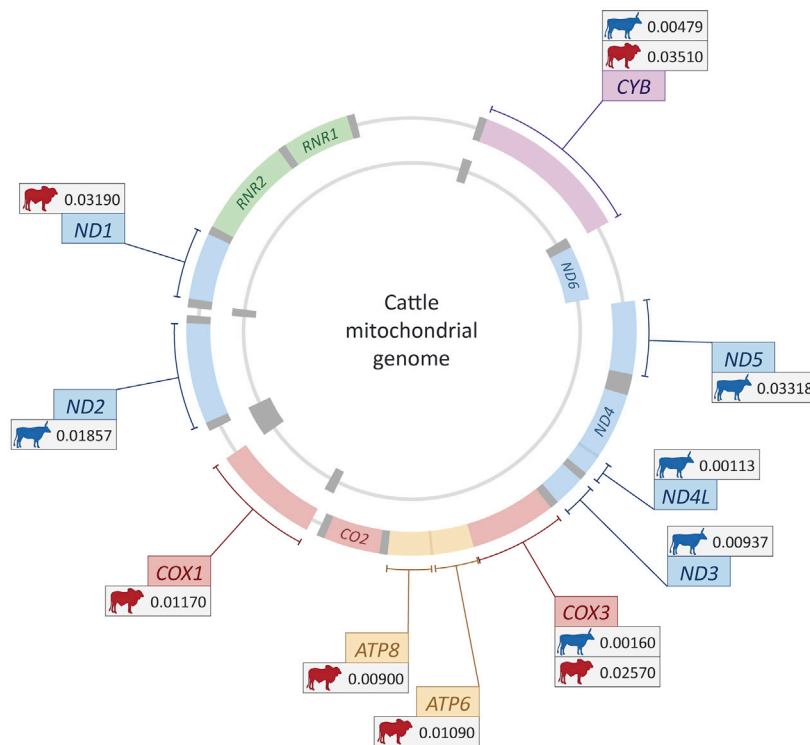 0.00479
0.03510
CYB
RNR1
RNR2
0.03190
ND1
ND6
Cattle
mitochondrial
genome
ND5
0.03318
ND2
0.01857
ND4
0.00113
ND4L
0.00937
ND3
CO2
COX1
0.01170
COX3
0.00160
0.02570
ATP8
0.00900
ATP6
0.01090